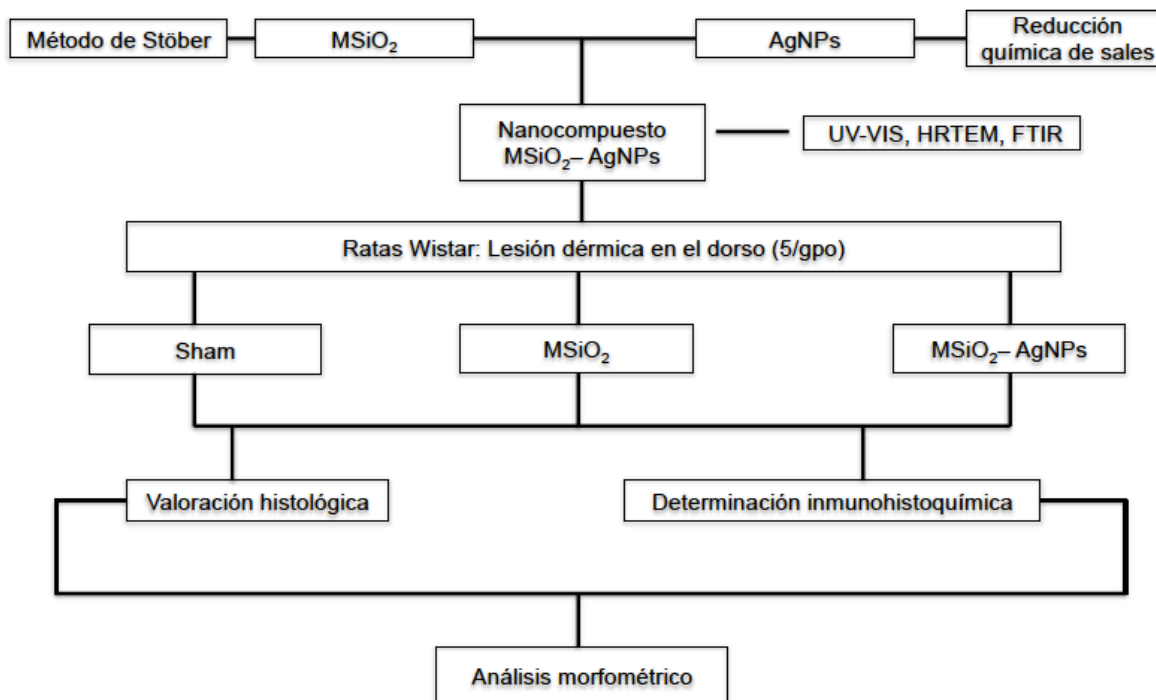 Método de Stöber
MSiO₂
AgNPs
Reducción
química de sales
Nanocompuesto
MSiO₂– AgNPs
UV-VIS, HRTEM, FTIR
Ratas Wistar: Lesión dérmica en el dorso (5/gpo)
Sham
MSiO₂
MSiO₂– AgNPs
Valoración histológica
Determinación inmunohistoquímica
Análisis morfométrico